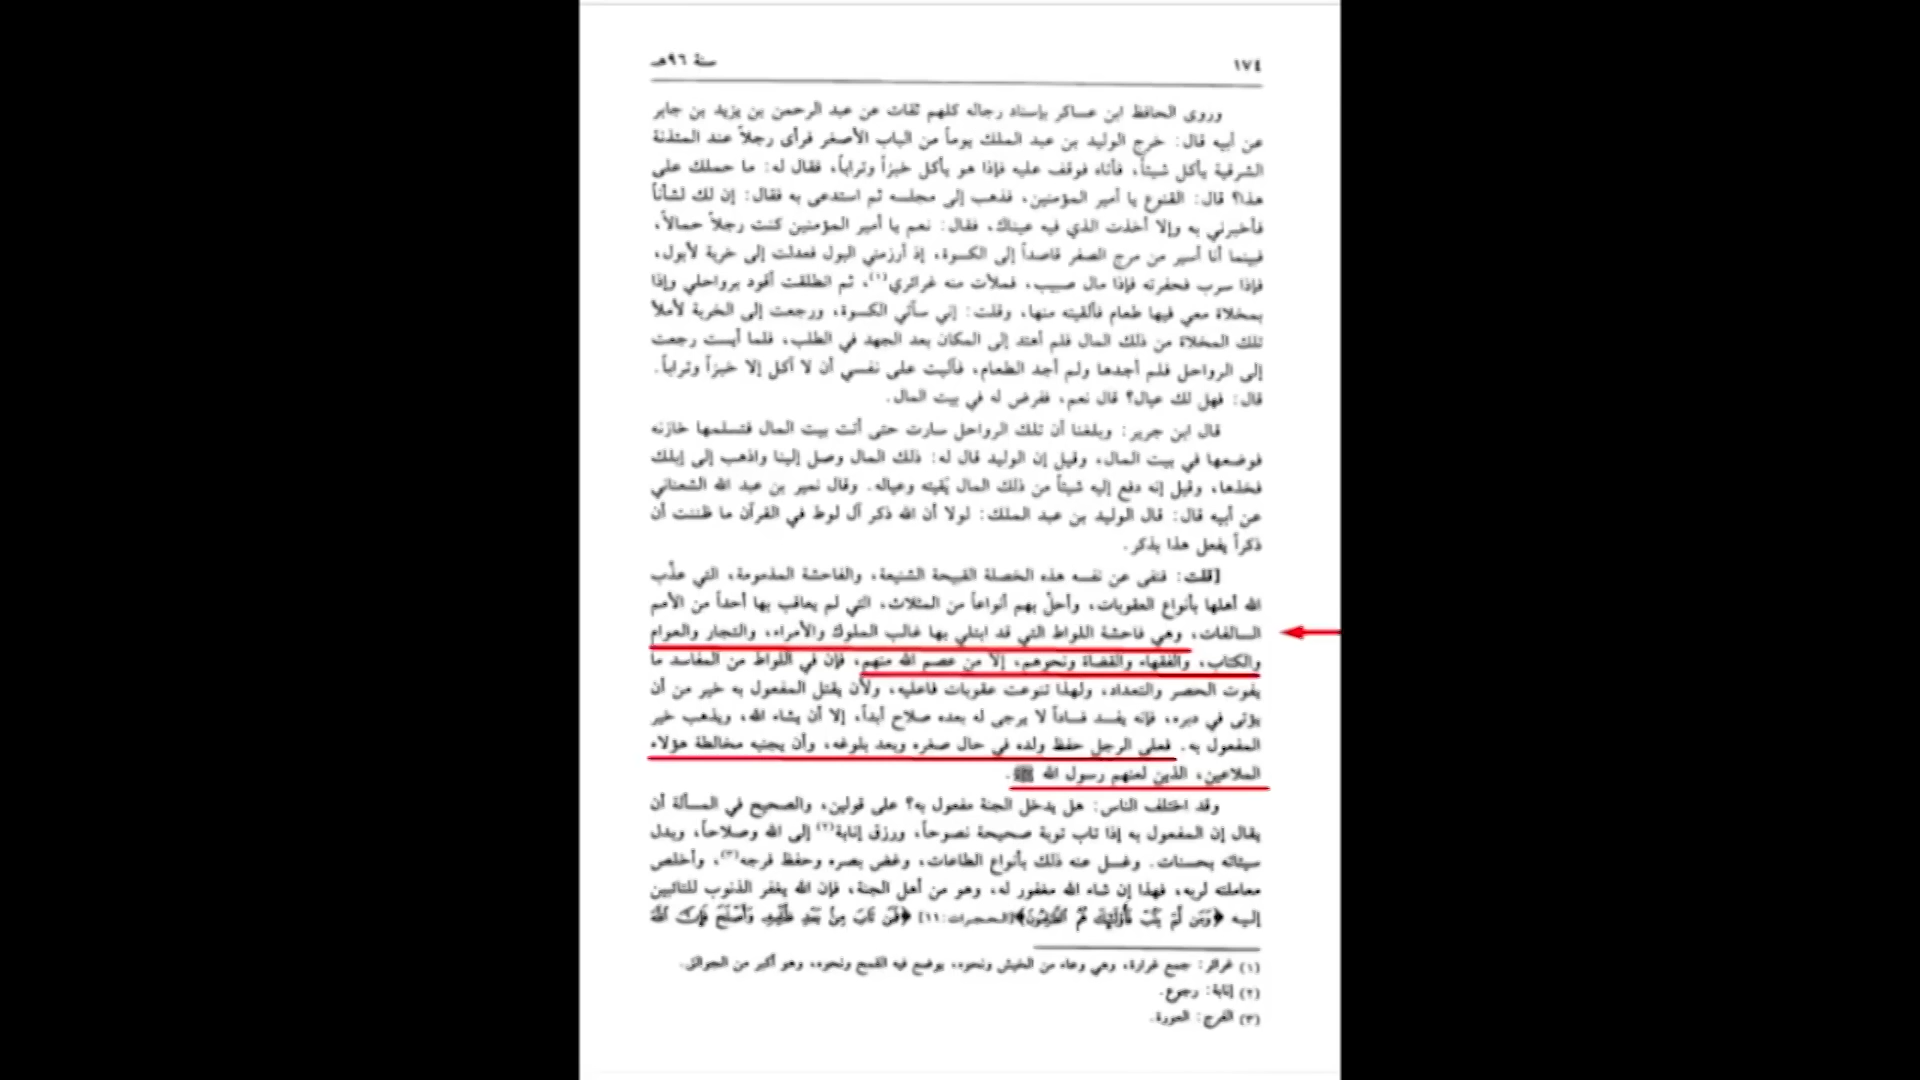 ١٧٤
سنة ٩٦هـ
وروى الحافظ ابن عساكر بإسناد رجاله كلهم ثقات عن عبد الرحمن بن يزيد بن جابر
عن أبيه قال: خرج الوليد بن عبد الملك يوماً من الباب الأصغر فرأى رجلاً عند المئذنة
الشرقية يأكل شيئاً، فأتاه فوقف عليه فإذا هو يأكل خبزاً وتراباً، فقال له: ما حملك على
هذا؟ قال: القنوع يا أمير المؤمنين، فذهب إلى مجلسه ثم استدعى به فقال: إن لك لشأناً
فأخبرني به وإلا أخذت الذي فيه عيناك، فقال: نعم يا أمير المؤمنين كنت رجلاً حمالاً،
فبينما أنا أسير من مرج الصفر قاصداً إلى الكسوة، إذ أرزمني البول فعدلت إلى خربة لأبول،
فإذا سرب فحفرته فإذا مال صبيب، فملأت منه غرائري(١)، ثم انطلقت أقود برواحلي وإذا
بمخلاة معي فيها طعام فألقيته منها، وقلت: إني سآتي الكسوة، ورجعت إلى الخربة لأملأ
تلك المخلاة من ذلك المال فلم أهتد إلى المكان بعد الجهد في الطلب، فلما أيست رجعت
إلى الرواحل فلم أجدها ولم أجد الطعام، فآليت على نفسي أن لا آكل إلا خبزاً وتراباً.
قال: فهل لك عيال؟ قال نعم، ففرض له في بيت المال.
قال ابن جرير: وبلغنا أن تلك الرواحل سارت حتى أتت بيت المال فتسلمها خازنه
فوضعها في بيت المال، وقيل إن الوليد قال له: ذلك المال وصل إلينا واذهب إلى إبلك
فخذها، وقيل إنه دفع إليه شيئاً من ذلك المال يُقيته وعياله. وقال نمير بن عبد الله الشعناني
عن أبيه قال: قال الوليد بن عبد الملك: لولا أن الله ذكر آل لوط في القرآن ما ظننت أن
ذكراً يفعل هذا بذكر.
[قلت: فنفى عن نفسه هذه الخصلة القبيحة الشنيعة، والفاحشة المذمومة، التي عذّب
الله أهلها بأنواع العقوبات، وأحلّ بهم أنواعاً من المثلاث، التي لم يعاقب بها أحداً من الأمم
السالفات، وهي فاحشة اللواط التي قد ابتلي بها غالب الملوك والأمراء، والتجار والعوام
والكتاب، والفقهاء والقضاة ونحوهم، إلا من عصم الله منهم، فإن في اللواط من المفاسد ما
يفوت الحصر والتعداد، ولهذا تنوعت عقوبات فاعليه، ولأن يقتل المفعول به خير من أن
يؤتى في دبره، فإنه يفسد فساداً لا يرجى له بعده صلاح أبداً، إلا أن يشاء الله، ويذهب خير
المفعول به. فعلى الرجل حفظ ولده في حال صغره وبعد بلوغه، وأن يجنبه مخالطة هؤلاء
الملاعين، الذين لعنهم رسول الله ﷺ.
وقد اختلف الناس: هل يدخل الجنة مفعول به؟ على قولين، والصحيح في المسألة أن
يقال إن المفعول به إذا تاب توبة صحيحة نصوحاً، ورزق إنابة(٢) إلى الله وصلاحاً، وبدل
سيئاته بحسنات. وغسل عنه ذلك بأنواع الطاعات، وغض بصره وحفظ فرجه(٣)، وأخلص
معاملته لربه، فهذا إن شاء الله مغفور له، وهو من أهل الجنة، فإن الله يغفر الذنوب للتائبين
إليه ﴿وَمَن لَّمْ يَتُبْ فَأُولَٰئِكَ هُمُ الظَّالِمُونَ﴾ [الحجرات: ١١] ﴿فَمَن تَابَ مِنْ بَعْدِ ظُلْمِهِ وَأَصْلَحَ فَإِنَّ اللَّهَ
(١) غرائر: جمع غرارة، وهي وعاء من الخيش ونحوه، يوضع فيه القمح ونحوه، وهو أكبر من الجوالق.
(٢) إنابة: رجوع.
(٣) الفرج: العورة.